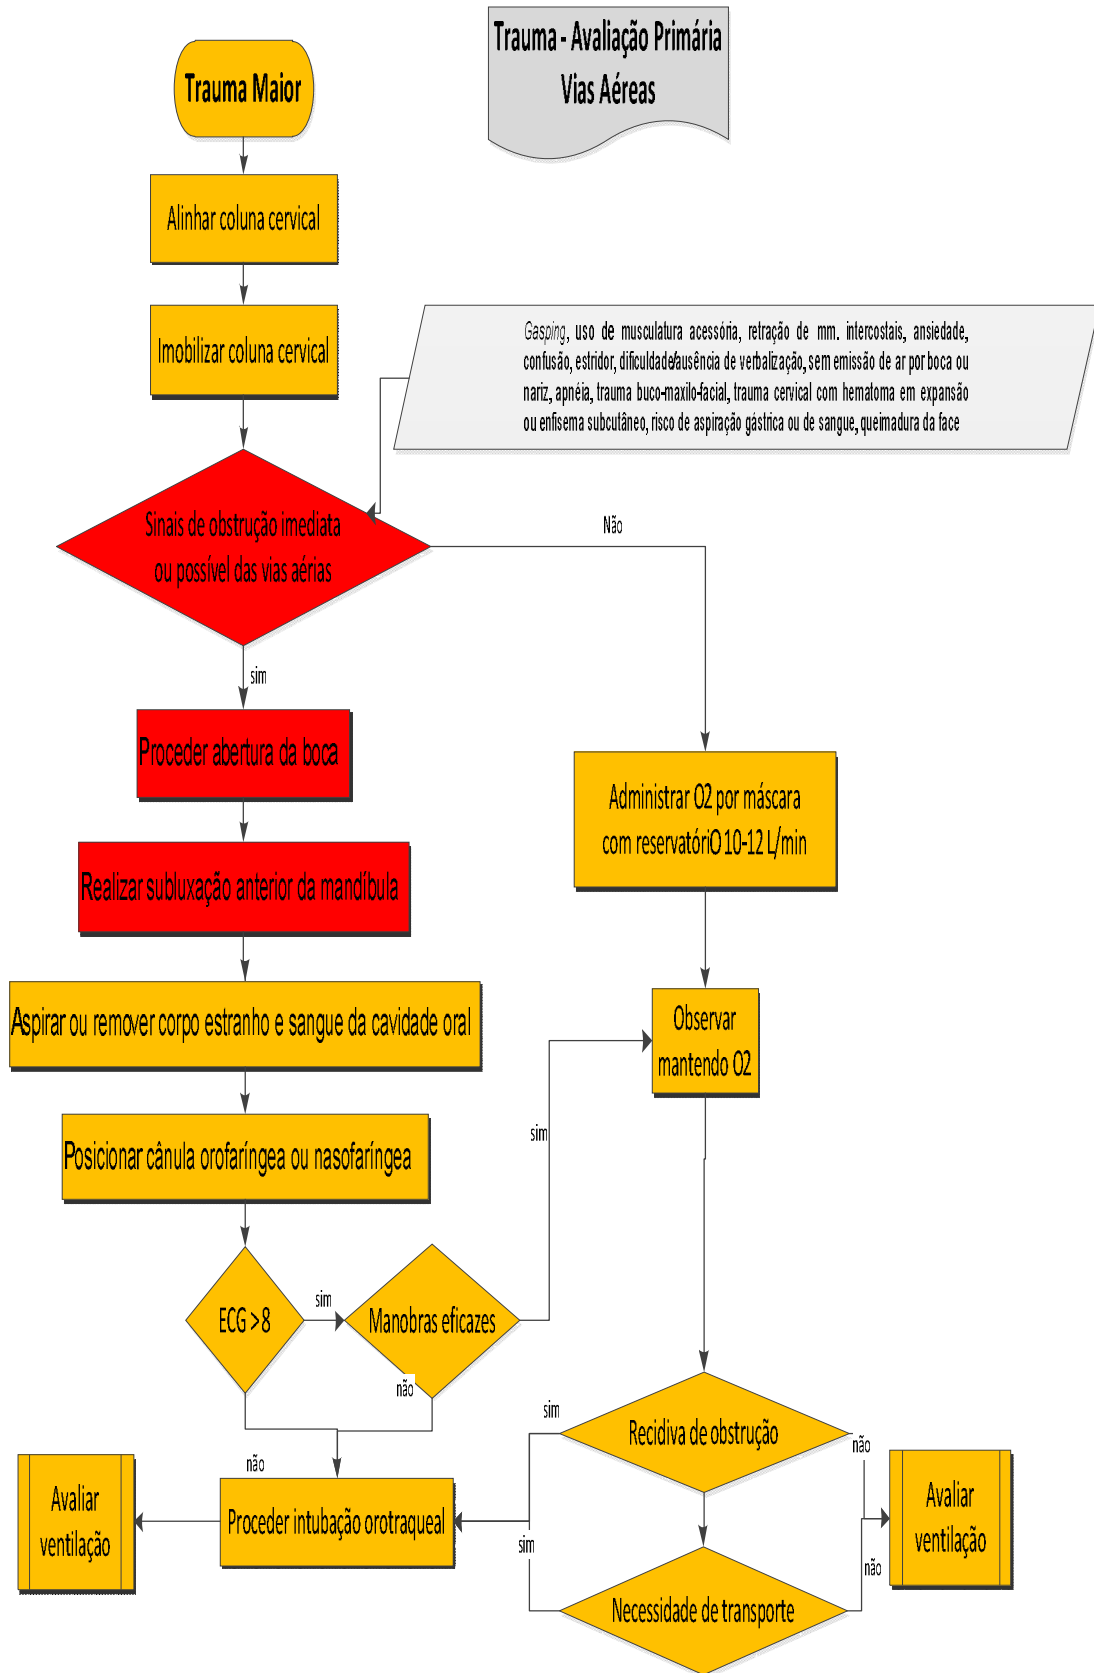 Trauma - Avaliação Primária
Vias Aéreas
Trauma Maior
Alinhar coluna cervical
Imobilizar coluna cervical
Gasping, uso de musculatura acessória, retração de mm. intercostais, ansiedade,
confusão, estridor, dificuldade/ausência de verbalização, sem emissão de ar por boca ou
nariz, apnéia, trauma buco-maxilo-facial, trauma cervical com hematoma em expansão
ou enfisema subcutâneo, risco de aspiração gástrica ou de sangue, queimadura da face
Sinais de obstrução imediata
ou possível das vias aérias
Não
sim
Proceder abertura da boca
Administrar O2 por máscara
com reservatóriO 10-12 L/min
Realizar subluxação anterior da mandíbula
Aspirar ou remover corpo estranho e sangue da cavidade oral
Observar
mantendo O2
Posicionar cânula orofaríngea ou nasofaríngea
sim
ECG >8
sim
Manobras eficazes
não
sim
Recidiva de obstrução
não
não
Avaliar
ventilação
Proceder intubação orotraqueal
Avaliar
ventilação
sim
não
Necessidade de transporte